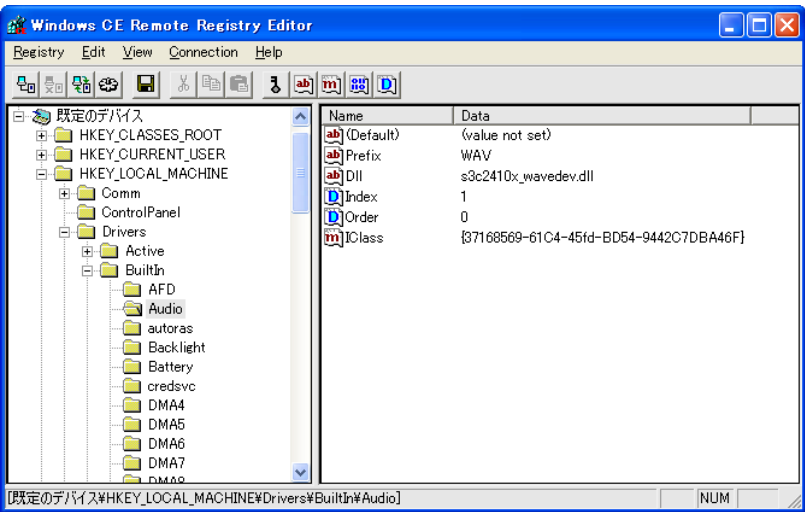 Windows CE Remote Registry Editor
Registry Edit View Connection Help
既定のデバイス
HKEY_CLASSES_ROOT
HKEY_CURRENT_USER
HKEY_LOCAL_MACHINE
Comm
ControlPanel
Drivers
Active
BuiltIn
AFD
Audio
autoras
Backlight
Battery
credsvc
DMA4
DMA5
DMA6
DMA7
Name Data
(Default) (value not set)
Prefix WAV
Dll s3c2410x_wavedev.dll
Index 1
Order 0
IClass {37168569-61C4-45fd-BD54-9442C7DBA46F}
[既定のデバイス¥HKEY_LOCAL_MACHINE¥Drivers¥BuiltIn¥Audio]
NUM